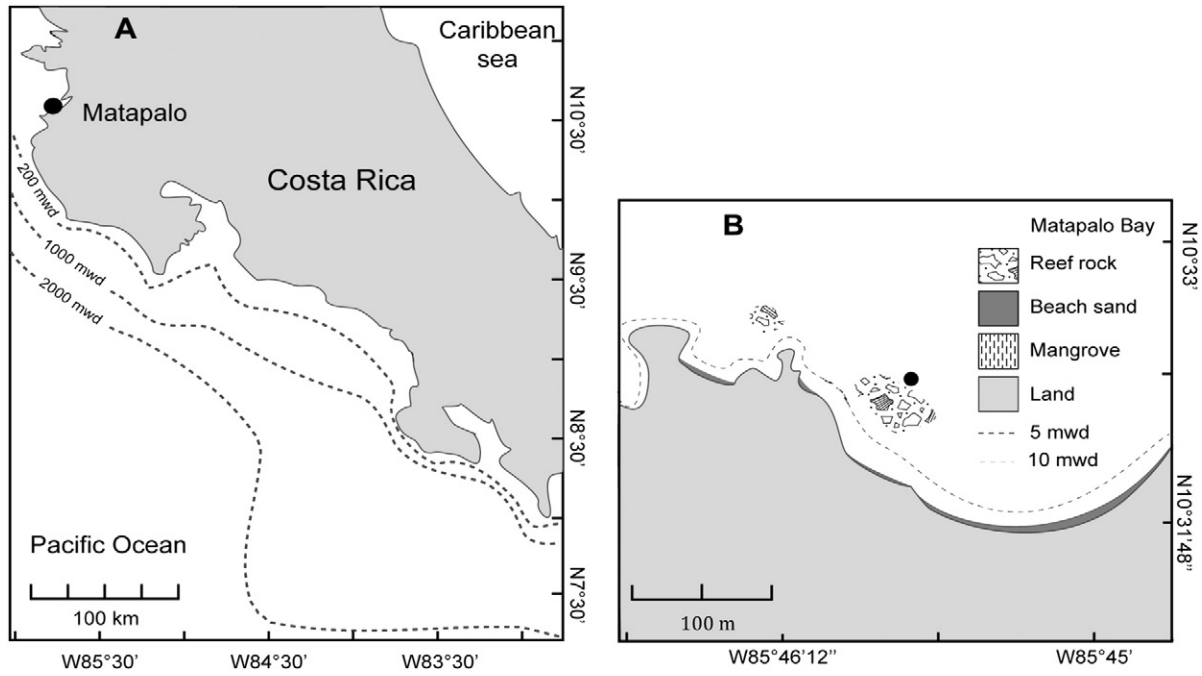 A
Caribbean
sea
Matapalo
Costa Rica
200 mwd
1000 mwd
2000 mwd
Pacific Ocean
100 km
N10°30'
N9°30'
N8°30'
N7°30'
W85°30'
W84°30'
W83°30'
B
Matapalo Bay
Reef rock
Beach sand
Mangrove
Land
5 mwd
10 mwd
100 m
N10°33'
N10°31'48"
W85°46'12"
W85°45'